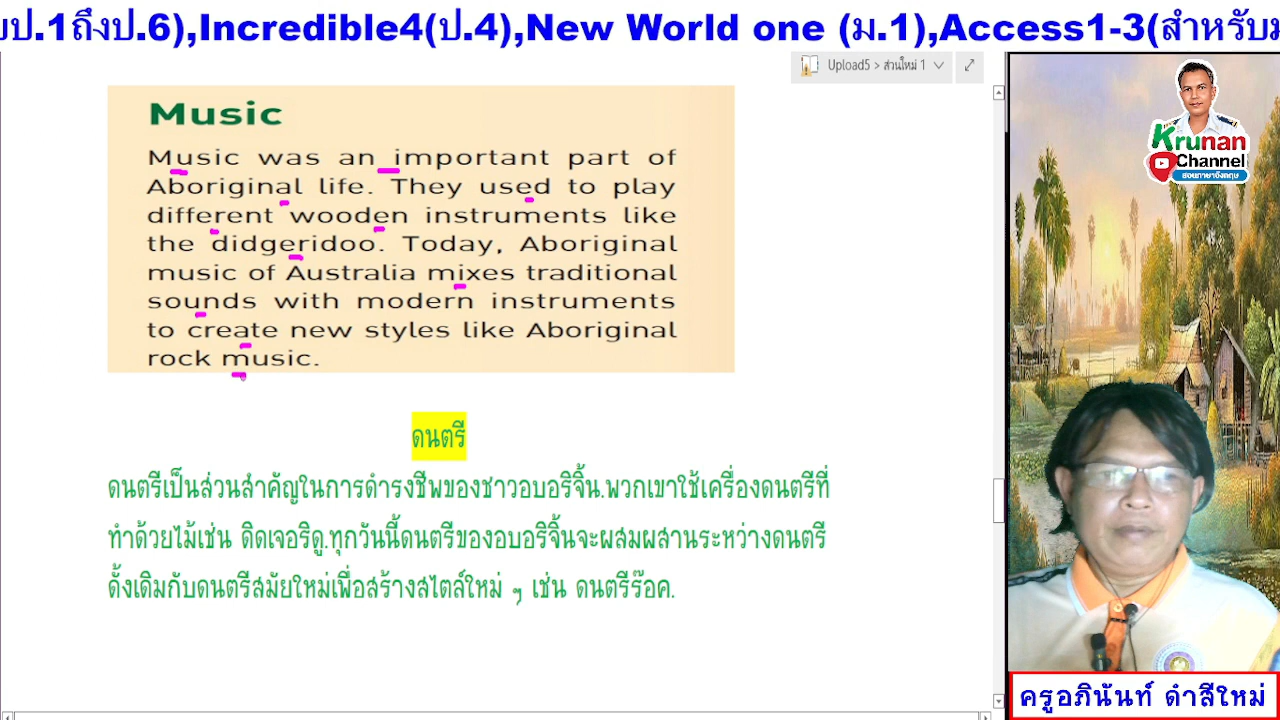 ป.1ถึงป.6),Incredible4(ป.4),New World one (ม.1),Access1-3(สำหรับ
Upload5 > ส่วนใหม่ 1
Music
Music was an important part of
Aboriginal life. They used to play
different wooden instruments like
the didgeridoo. Today, Aboriginal
music of Australia mixes traditional
sounds with modern instruments
to create new styles like Aboriginal
rock music.
Krunan
Channel
สอนภาษาอังกฤษ
ดนตรี
ดนตรีเป็นส่วนสำคัญในการดำรงชีพของชาวอบอริจิ้น.พวกเขาใช้เครื่องดนตรีที่
ทำด้วยไม้เช่น ดิดเจอริดู.ทุกวันนี้ดนตรีของอบอริจิ้นจะผสมผสานระหว่างดนตรี
ดั้งเดิมกับดนตรีสมัยใหม่เพื่อสร้างสไตล์ใหม่ ๆ เช่น ดนตรีร๊อค.
ครูอภินันท์ ดำสีใหม่